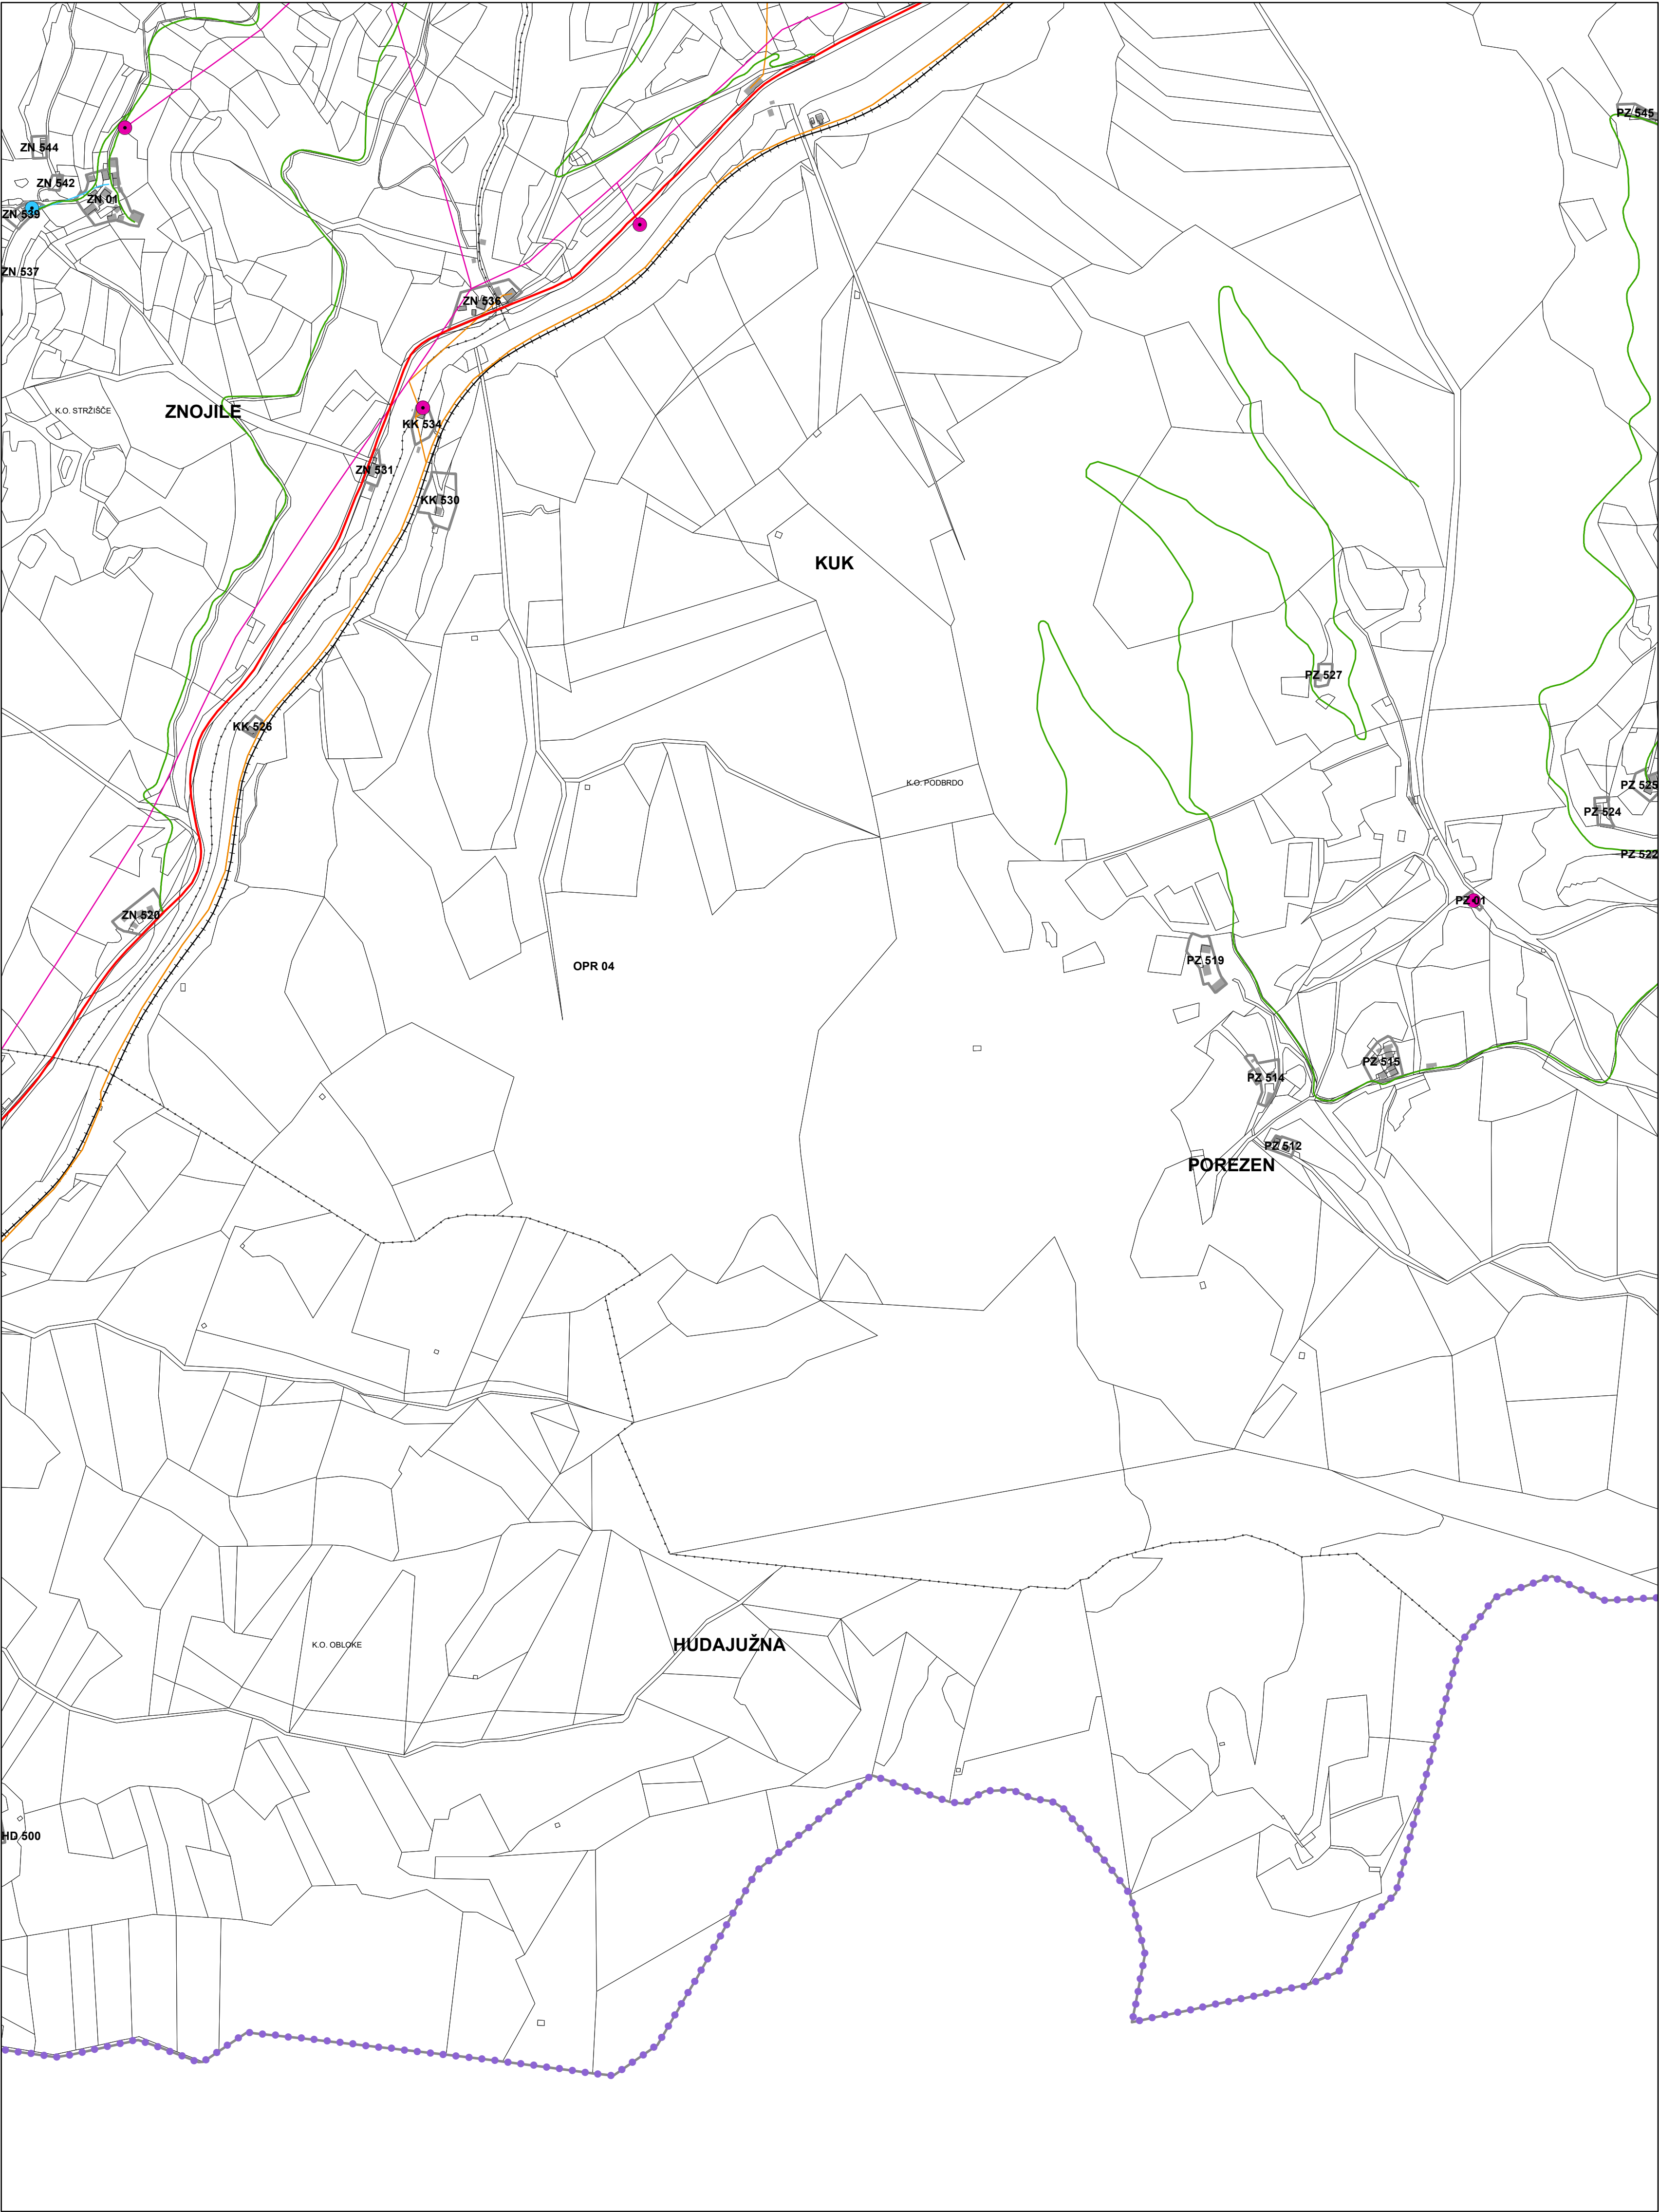 PZ 545
ZN 544
ZN 542
ZN 01
ZN 539
ZN 537
ZN 536
K.O. STRŽIŠČE
ZNOJILE
KK 534
ZN 531
KK 530
KUK
PZ 527
KK 526
K.O. PODBRDO
PZ 525
PZ 524
PZ 522
PZ 01
ZN 520
PZ 519
OPR 04
PZ 515
PZ 514
PZ 512
POREZEN
K.O. OBLOKE
HUDAJUŽNA
HD 500